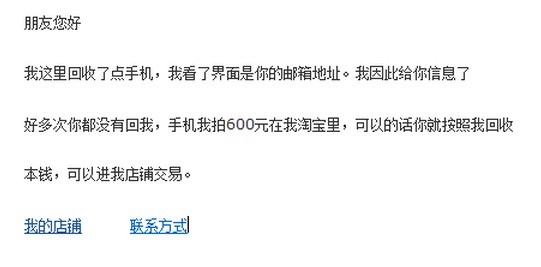 朋友您好
我这里回收了点手机，我看了界面是你的邮箱地址。我因此给你信息了
好多次你都没有回我，手机我拍600元在我淘宝里，可以的话你就按照我回收
本钱，可以进我店铺交易。
我的店铺 联系方式